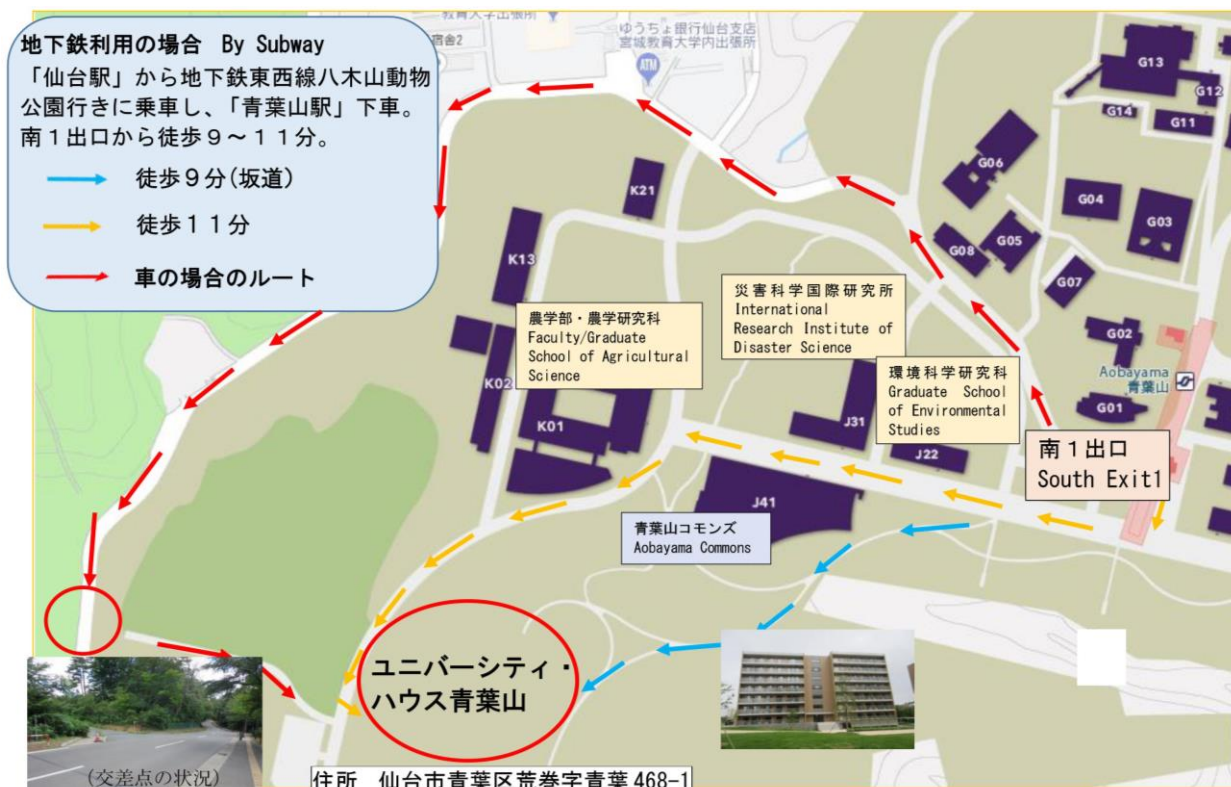 教育大学出張所
宿舎2
ゆうちょ銀行仙台支店
宮城教育大学内出張所
ATM
地下鉄利用の場合 By Subway
「仙台駅」から地下鉄東西線八木山動物
公園行きに乗車し、「青葉山駅」下車。
南1出口から徒歩9~11分。
徒歩9分(坂道)
徒歩11分
車の場合のルート
G13
G12
G14
G11
G06
G04
G03
G05
G08
G07
G02
G01
K21
K13
K02
K01
J31
J22
J41
Aobayama
青葉山
災害科学国際研究所
International
Research Institute of
Disaster Science
農学部・農学研究科
Faculty/Graduate
School of Agricultural
Science
環境科学研究科
Graduate School
of Environmental
Studies
南1出口
South Exit1
青葉山コモンズ
Aobayama Commons
ユニバーシティ・
ハウス青葉山
(交差点の状況)
住所 仙台市青葉区荒巻字青葉468-1